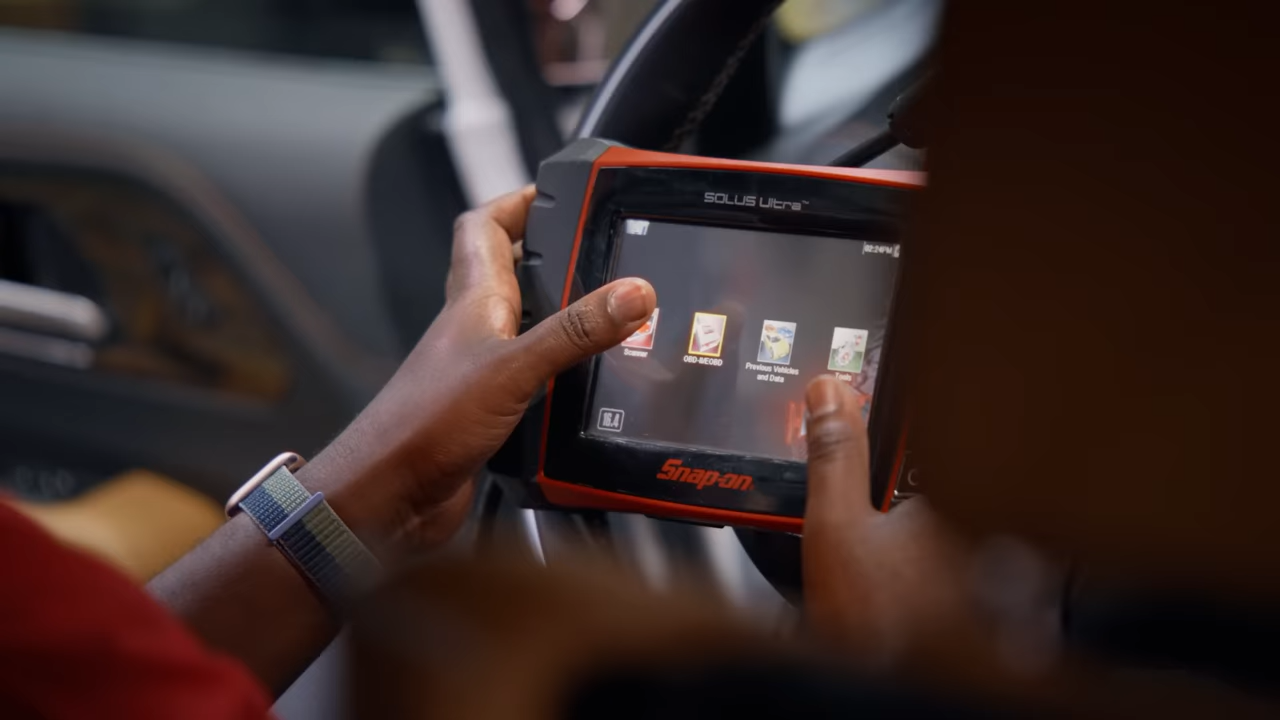 SOLUS Ultra™
02:24PM
Scanner
OBD-II/EOBD
Previous Vehicles
and Data
Tools
16.4
Snap-on